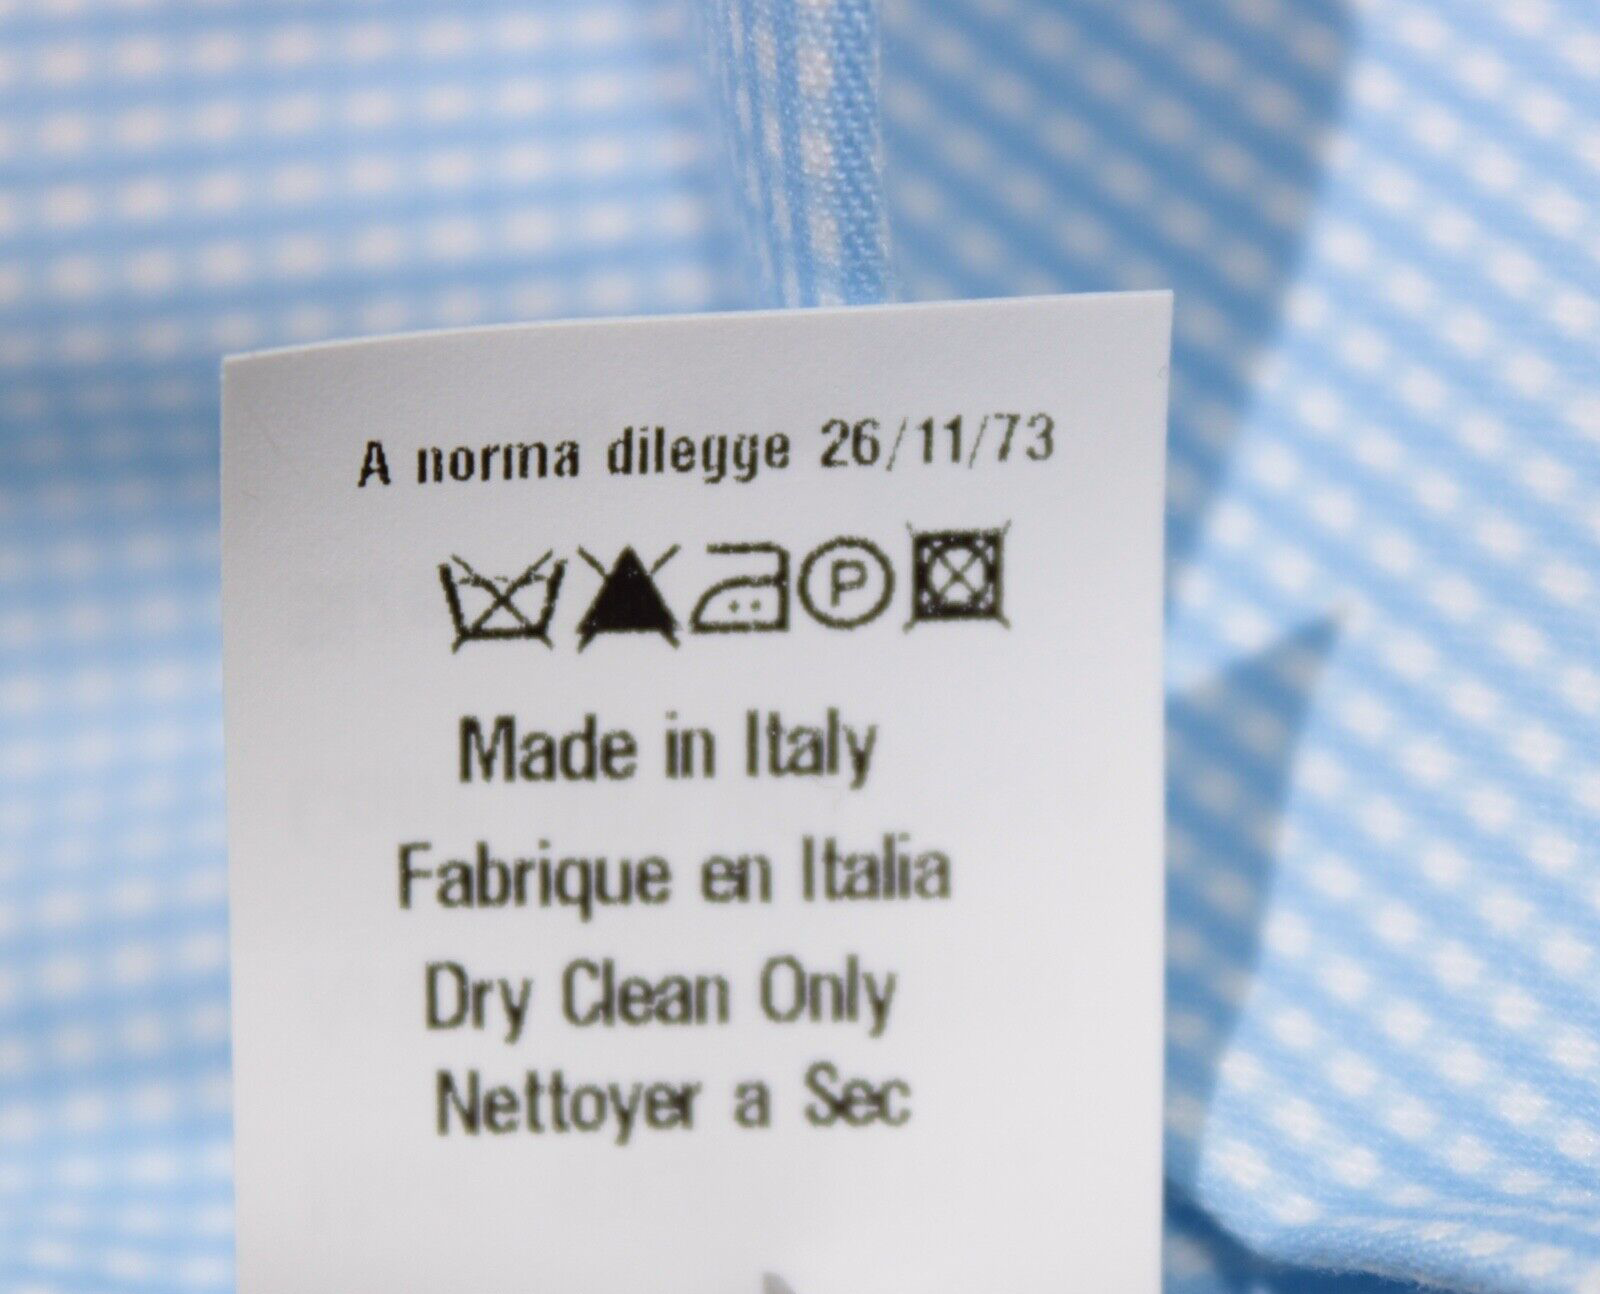 A norma dilegge 26/11/73
P
Made in Italy
Fabrique en Italia
Dry Clean Only
Nettoyer a Sec